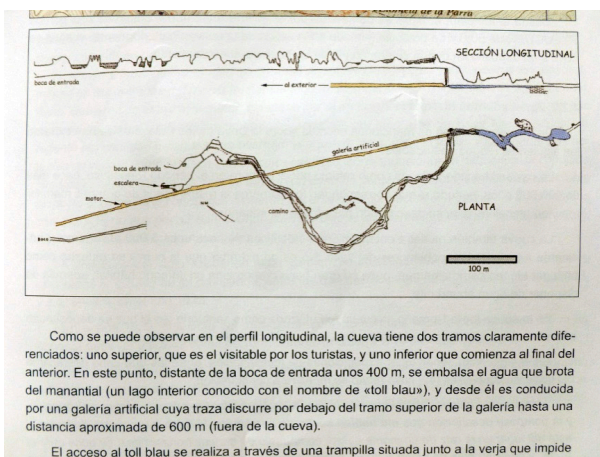 de la Parra
SECCIÓN LONGITUDINAL
boca de entrada
al exterior
galería artificial
boca de entrada
escalera
motor
camino
PLANTA
100 m
Como se puede observar en el perfil longitudinal, la cueva tiene dos tramos claramente dife-
renciados: uno superior, que es el visitable por los turistas, y uno inferior que comienza al final del
anterior. En este punto, distante de la boca de entrada unos 400 m, se embalsa el agua que brota
del manantial (un lago interior conocido con el nombre de «toll blau»), y desde él es conducida
por una galería artificial cuya traza discurre por debajo del tramo superior de la galería hasta una
distancia aproximada de 600 m (fuera de la cueva).
El acceso al toll blau se realiza a través de una trampilla situada junto a la verja que impide